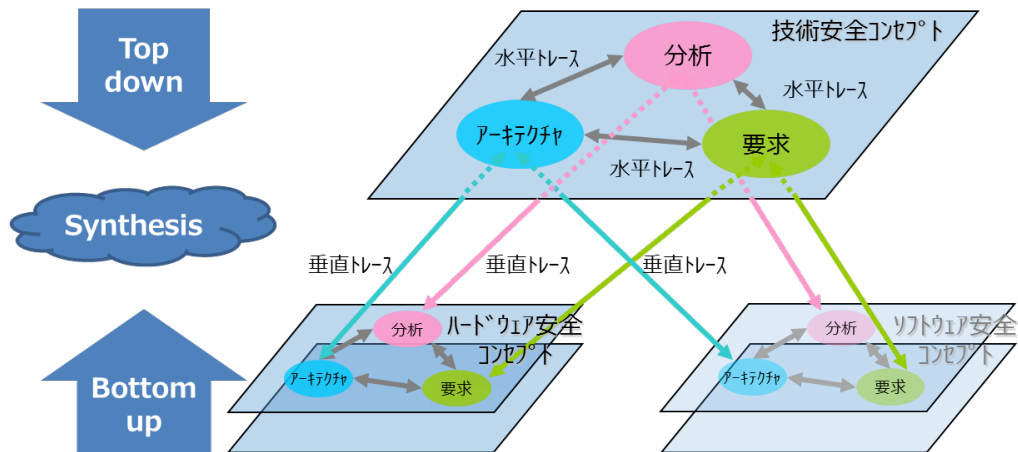 Top
down
Synthesis
Bottom
up
技術安全ｺﾝｾﾌﾟﾄ
分析
水平ﾄﾚｰｽ
水平ﾄﾚｰｽ
ｱｰｷﾃｸﾁｬ
要求
水平ﾄﾚｰｽ
垂直ﾄﾚｰｽ
垂直ﾄﾚｰｽ
垂直ﾄﾚｰｽ
ﾊｰﾄﾞｳｪｱ安全
ｺﾝｾﾌﾟﾄ
分析
ｱｰｷﾃｸﾁｬ
要求
ｿﾌﾄｳｪｱ安全
ｺﾝｾﾌﾟﾄ
分析
ｱｰｷﾃｸﾁｬ
要求